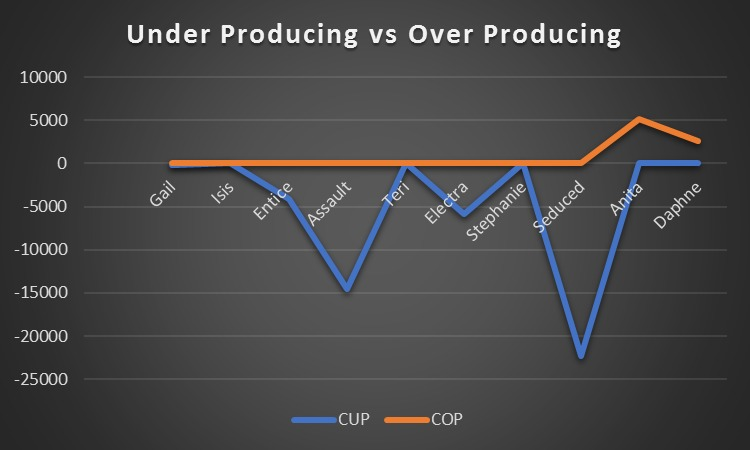 Under Producing vs Over Producing
10000
5000
0
-5000
-10000
-15000
-20000
-25000
Gail
Isis
Entice
Assault
Teri
Electra
Stephanie
Seduced
Anita
Daphne
CUP COP